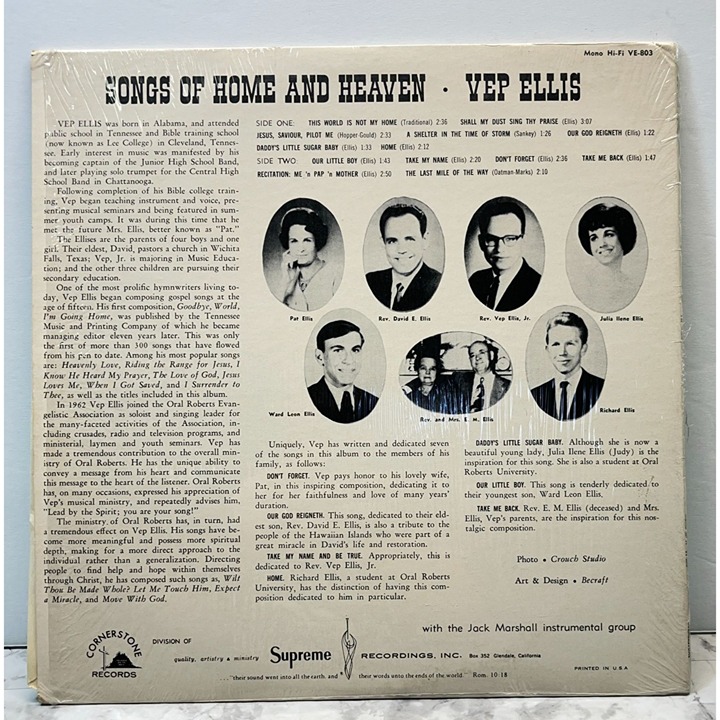 Mono Hi-Fi VE-803
SONGS OF HOME AND HEAVEN · VEP ELLIS
VEP ELLIS was born in Alabama, and attended
public school in Tennessee and Bible training school
(now known as Lee College) in Cleveland, Tennes-
see. Early interest in music was manifested by his
becoming captain of the Junior High School Band,
and later playing solo trumpet for the Central High
School Band in Chattanooga.
Following completion of his Bible college train-
ing, Vep began teaching instrument and voice, pre-
senting musical seminars and being featured in sum-
mer youth camps. It was during this time that he
met the future Mrs. Ellis, better known as "Pat."
The Ellises are the parents of four boys and one
girl. Their eldest, David, pastors a church in Wichita
Falls, Texas; Vep, Jr. is majoring in Music Educa-
tion; and the other three children are pursuing their
secondary education.
One of the most prolific hymnwriters living to-
day, Vep Ellis began composing gospel songs at the
age of fifteen. His first composition, Goodbye, World,
I'm Going Home, was published by the Tennessee
Music and Printing Company of which he became
managing editor eleven years later. This was only
the first of more than 300 songs that have flowed
from his pen to date. Among his most popular songs
are: Heavenly Love, Riding the Range for Jesus, I
Know He Heard My Prayer, The Love of God, Jesus
Loves Me, When I Got Saved, and I Surrender to
Thee, as well as the titles included in this album.
In 1962 Vep Ellis joined the Oral Roberts Evan-
gelistic Association as soloist and singing leader for
the many-faceted activities of the Association, in-
cluding crusades, radio and television programs, and
ministerial, laymen and youth seminars. Vep has
made a tremendous contribution to the overall min-
istry of Oral Roberts. He has the unique ability to
convey a message from his heart and communicate
this message to the heart of the listener. Oral Roberts
has, on many occasions, expressed his appreciation of
Vep's musical ministry, and repeatedly advises him,
"Lead by the Spirit; you are your song!"
The ministry of Oral Roberts has, in turn, had
a tremendous effect on Vep Ellis. His songs have be-
come more meaningful and possess more spiritual
depth, making for a more direct approach to the
individual rather than a generalization. Directing
people to find help and hope within themselves
through Christ, he has composed such songs as, Wilt
Thou Be Made Whole? Let Me Touch Him, Expect
a Miracle, and Move With God.
SIDE ONE: THIS WORLD IS NOT MY HOME (Traditional) 2:36 SHALL MY DUST SING THY PRAISE (Ellis) 3:07
JESUS, SAVIOUR, PILOT ME (Hopper-Gould) 2:33 A SHELTER IN THE TIME OF STORM (Sankey) 1:26 OUR GOD REIGNETH (Ellis) 1:22
DADDY'S LITTLE SUGAR BABY (Ellis) 1:33 HOME (Ellis) 2:12
SIDE TWO: OUR LITTLE BOY (Ellis) 1:43 TAKE MY NAME (Ellis) 2:20 DON'T FORGET (Ellis) 2:36 TAKE ME BACK (Ellis) 1:47
RECITATION: ME 'n PAP 'n MOTHER (Ellis) 2:50 THE LAST MILE OF THE WAY (Oatman-Marks) 2:10
Pat Ellis
Rev. David E. Ellis
Rev. Vep Ellis, Jr.
Julia Ilene Ellis
Ward Leon Ellis
Rev. and Mrs. E. M. Ellis
Richard Ellis
Uniquely, Vep has written and dedicated seven
of the songs in this album to the members of his
family, as follows:
DON'T FORGET. Vep pays honor to his lovely wife,
Pat, in this inspiring composition, dedicating it to
her for her faithfulness and love of many years'
duration.
OUR GOD REIGNETH. This song, dedicated to their eld-
est son, Rev. David E. Ellis, is also a tribute to the
people of the Hawaiian Islands who were part of a
great miracle in David's life and restoration.
TAKE MY NAME AND BE TRUE. Appropriately, this is
dedicated to Rev. Vep Ellis, Jr.
HOME. Richard Ellis, a student at Oral Roberts
University, has the distinction of having this com-
position dedicated to him in particular.
DADDY'S LITTLE SUGAR BABY. Although she is now a
beautiful young lady, Julia Ilene Ellis (Judy) is the
inspiration for this song. She is also a student at Oral
Roberts University.
OUR LITTLE BOY. This song is tenderly dedicated to
their youngest son, Ward Leon Ellis.
TAKE ME BACK. Rev. E. M. Ellis (deceased) and Mrs.
Ellis, Vep's parents, are the inspiration for this nos-
talgic composition.
Photo • Crouch Studio
Art & Design • Becraft
with the Jack Marshall instrumental group
CORNERSTONE
RECORDS
DIVISION OF
quality, artistry & ministry
Supreme RECORDINGS, INC. Box 352 Glendale, California
PRINTED IN U.S.A
..."their sound went into all the earth, and their words unto the ends of the world." Rom. 10-18